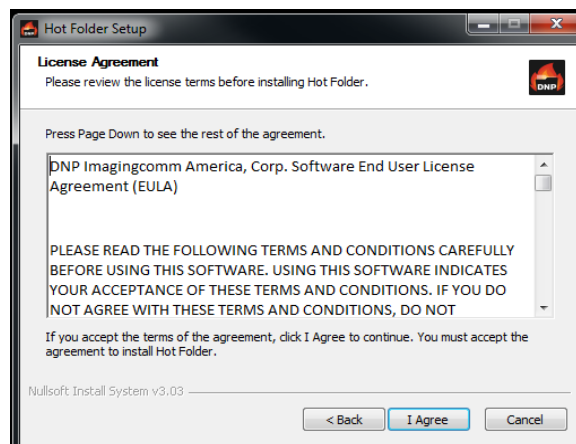 Hot Folder Setup
License Agreement
Please review the license terms before installing Hot Folder.
DNP
Press Page Down to see the rest of the agreement.
DNP Imagingcomm America, Corp. Software End User License
Agreement (EULA)
PLEASE READ THE FOLLOWING TERMS AND CONDITIONS CAREFULLY
BEFORE USING THIS SOFTWARE. USING THIS SOFTWARE INDICATES
YOUR ACCEPTANCE OF THESE TERMS AND CONDITIONS. IF YOU DO
NOT AGREE WITH THESE TERMS AND CONDITIONS, DO NOT
If you accept the terms of the agreement, click I Agree to continue. You must accept the
agreement to install Hot Folder.
Nullsoft Install System v3.03
< Back
I Agree
Cancel